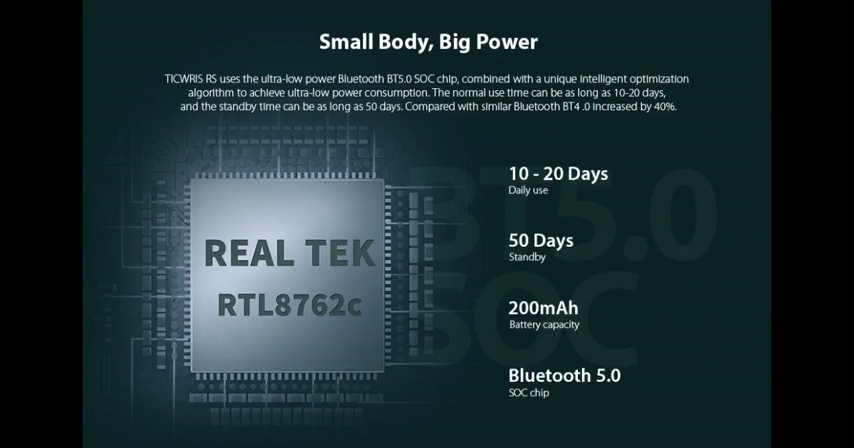 Small Body, Big Power
TICWRIS RS uses the ultra-low power Bluetooth BT5.0 SOC chip, combined with a unique intelligent optimization
algorithm to achieve ultra-low power consumption. The normal use time can be as long as 10-20 days,
and the standby time can be as long as 50 days. Compared with similar Bluetooth BT4 .0 increased by 40%.
REAL TEK
RTL8762c
BT5.0
SOC
10 - 20 Days
Daily use
50 Days
Standby
200mAh
Battery capacity
Bluetooth 5.0
SOC chip